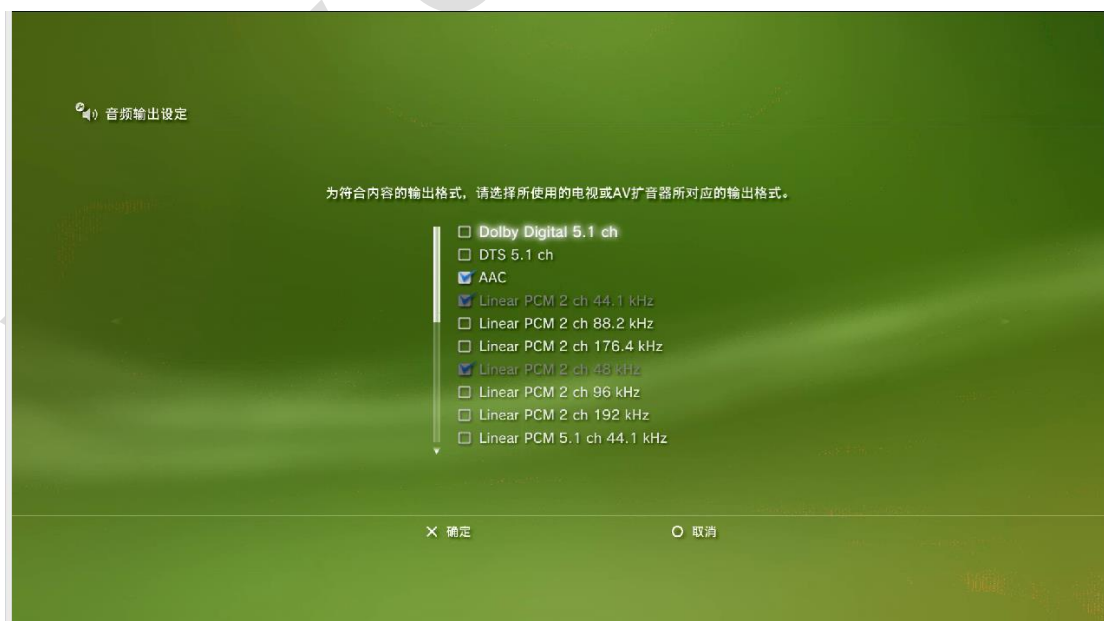 音频输出设定
为符合内容的输出格式，请选择所使用的电视或AV扩音器所对应的输出格式。
Dolby Digital 5.1 ch
DTS 5.1 ch
AAC
Linear PCM 2 ch 44.1 kHz
Linear PCM 2 ch 88.2 kHz
Linear PCM 2 ch 176.4 kHz
Linear PCM 2 ch 48 kHz
Linear PCM 2 ch 96 kHz
Linear PCM 2 ch 192 kHz
Linear PCM 5.1 ch 44.1 kHz
X 确定
O 取消